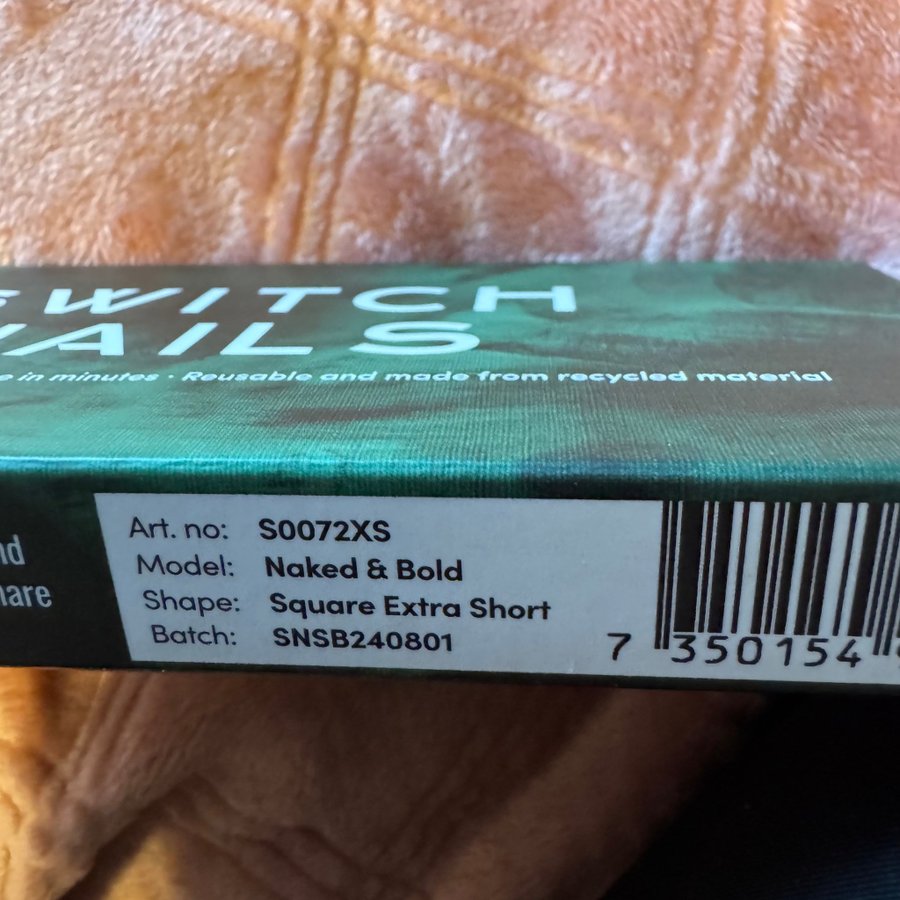 SWITCH
NAILS
in minutes · Reusable and made from recycled material
Art. no: S0072XS
Model: Naked & Bold
Shape: Square Extra Short
Batch: SNSB240801
7 350154